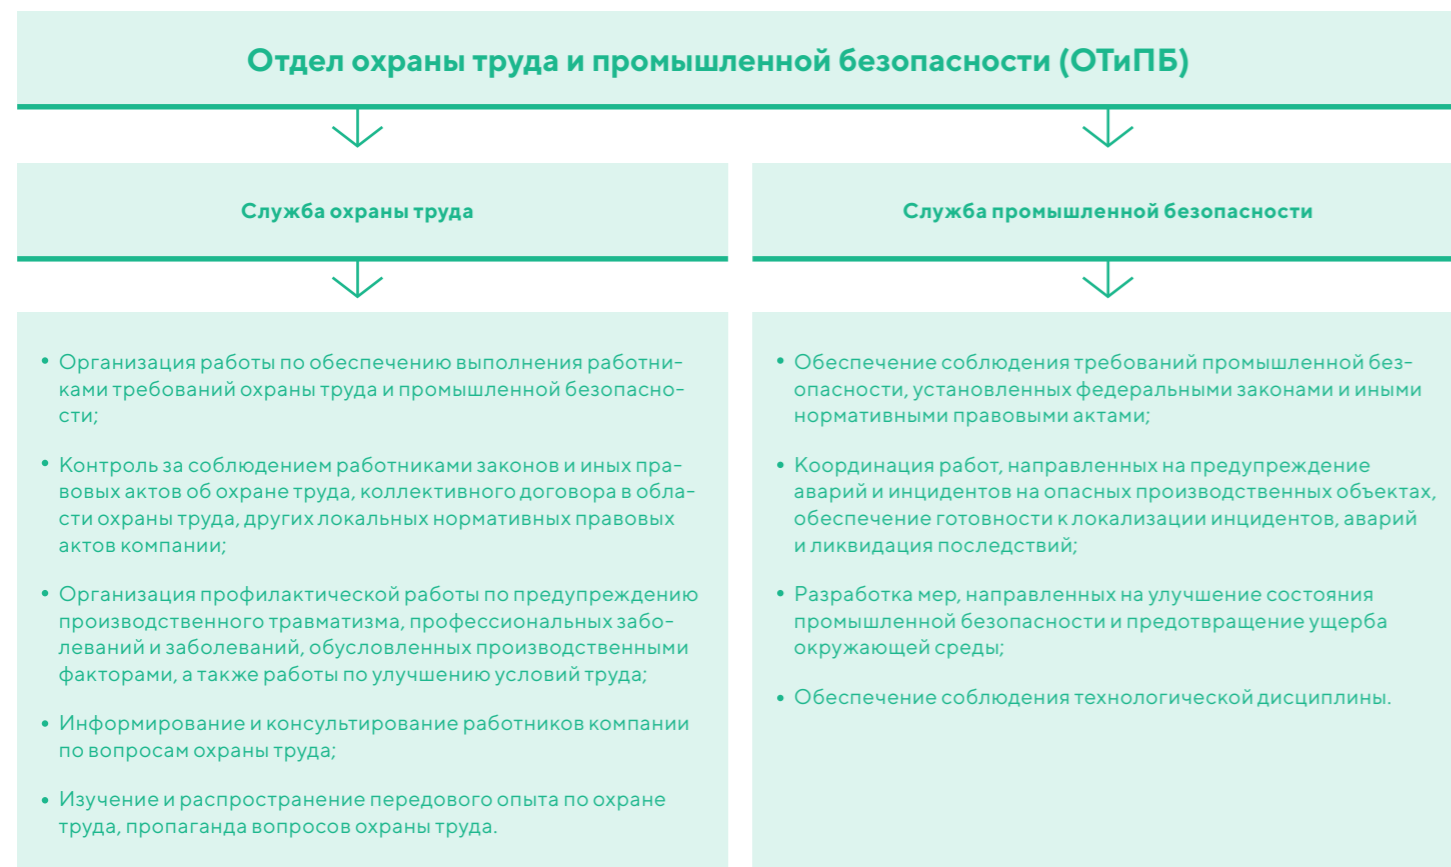 Отдел охраны труда и промышленной безопасности (ОТиПБ)
Служба охраны труда
Служба промышленной безопасности
• Организация работы по обеспечению выполнения работни-
ками требований охраны труда и промышленной безопасно-
сти;
• Контроль за соблюдением работниками законов и иных пра-
вовых актов об охране труда, коллективного договора в обла-
сти охраны труда, других локальных нормативных правовых
актов компании;
• Организация профилактической работы по предупреждению
производственного травматизма, профессиональных забо-
леваний и заболеваний, обусловленных производственными
факторами, а также работы по улучшению условий труда;
• Информирование и консультирование работников компании
по вопросам охраны труда;
• Изучение и распространение передового опыта по охране
труда, пропаганда вопросов охраны труда.
• Обеспечение соблюдения требований промышленной без-
опасности, установленных федеральными законами и иными
нормативными правовыми актами;
• Координация работ, направленных на предупреждение
аварий и инцидентов на опасных производственных объектах,
обеспечение готовности к локализации инцидентов, аварий
и ликвидация последствий;
• Разработка мер, направленных на улучшение состояния
промышленной безопасности и предотвращение ущерба
окружающей среды;
• Обеспечение соблюдения технологической дисциплины.